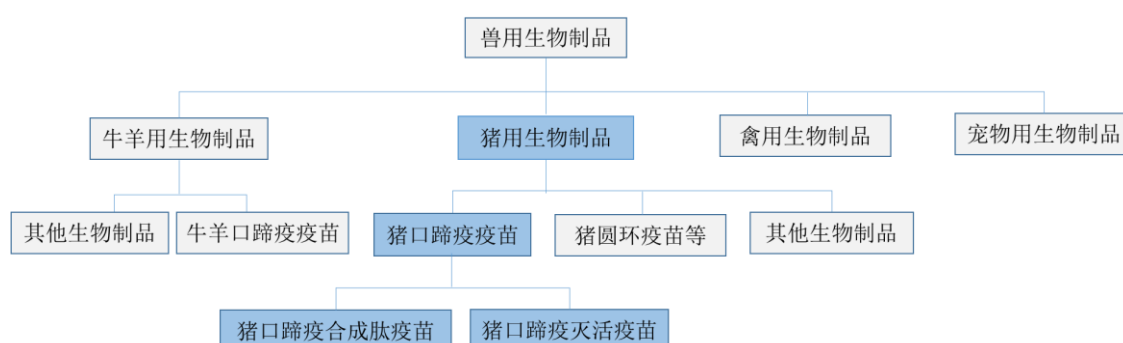 兽用生物制品
牛羊用生物制品
猪用生物制品
禽用生物制品
宠物用生物制品
其他生物制品
牛羊口蹄疫疫苗
猪口蹄疫疫苗
猪圆环疫苗等
其他生物制品
猪口蹄疫合成肽疫苗
猪口蹄疫灭活疫苗